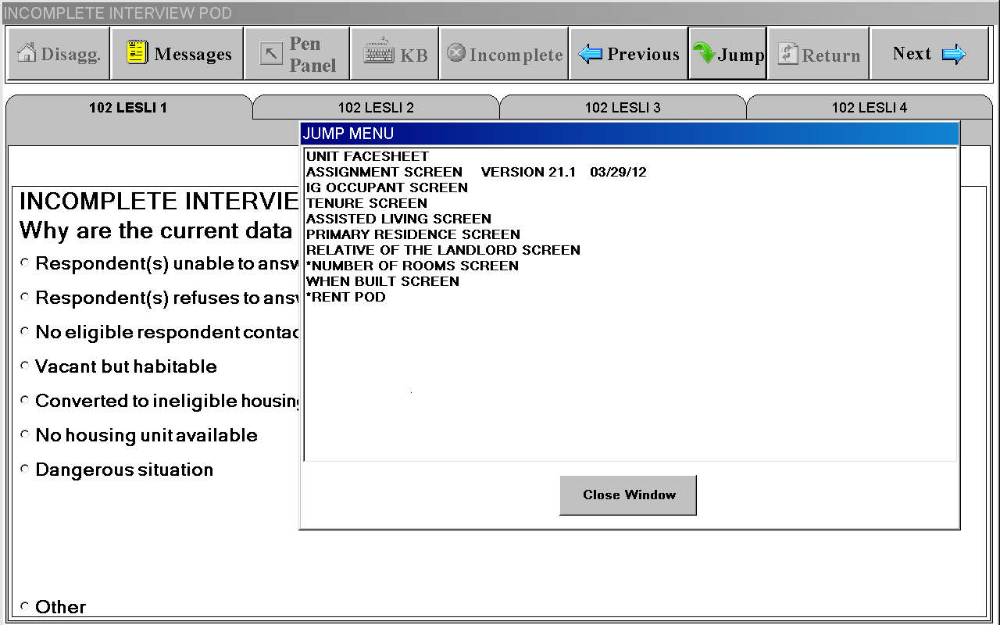 INCOMPLETE INTERVIEW POD
Disagg.
Messages
Pen
Panel
KB
Incomplete
Previous
Jump
Return
Next
102 LESLI 1
102 LESLI 2
102 LESLI 3
102 LESLI 4
JUMP MENU
UNIT FACESHEET
ASSIGNMENT SCREEN VERSION 21.1 03/29/12
IG OCCUPANT SCREEN
TENURE SCREEN
ASSISTED LIVING SCREEN
PRIMARY RESIDENCE SCREEN
RELATIVE OF THE LANDLORD SCREEN
*NUMBER OF ROOMS SCREEN
WHEN BUILT SCREEN
*RENT POD
Close Window
INCOMPLETE INTERVIE
Why are the current data
Respondent(s) unable to answ
Respondent(s) refuses to ans
No eligible respondent contac
Vacant but habitable
Converted to ineligible housing
No housing unit available
Dangerous situation
Other